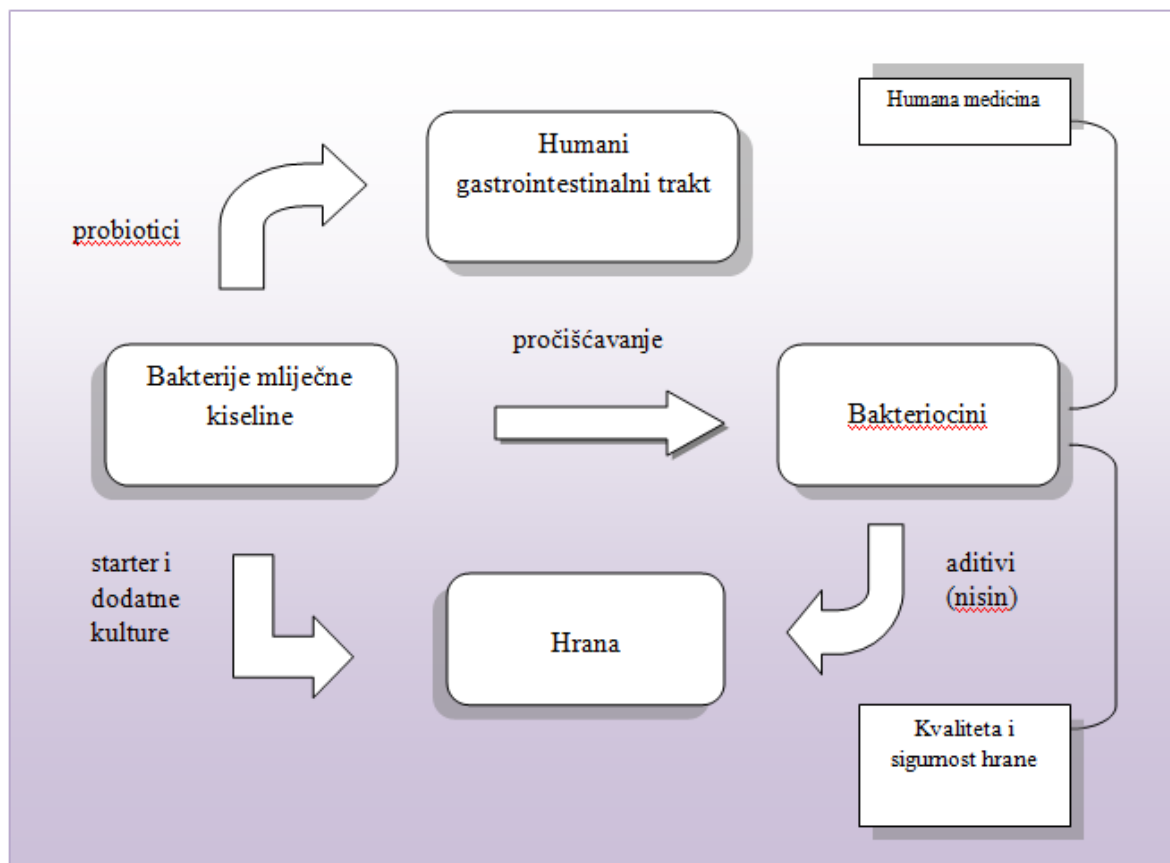 Humana medicina
Humani
gastrointestinalni trakt
probiotici
pročišćavanje
Bakterije mliječne
kiseline
Bakteriocini
starter i
dodatne
kulture
aditivi
(nisin)
Hrana
Kvaliteta i
sigurnost hrane